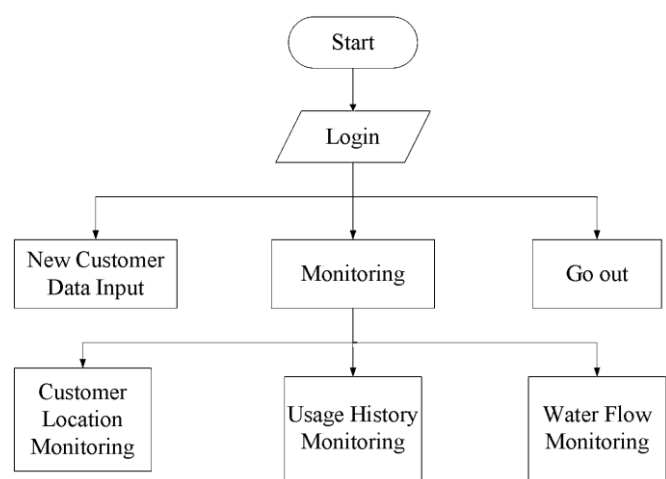 Start
Login
New Customer
Data Input
Monitoring
Go out
Customer
Location
Monitoring
Usage History
Monitoring
Water Flow
Monitoring